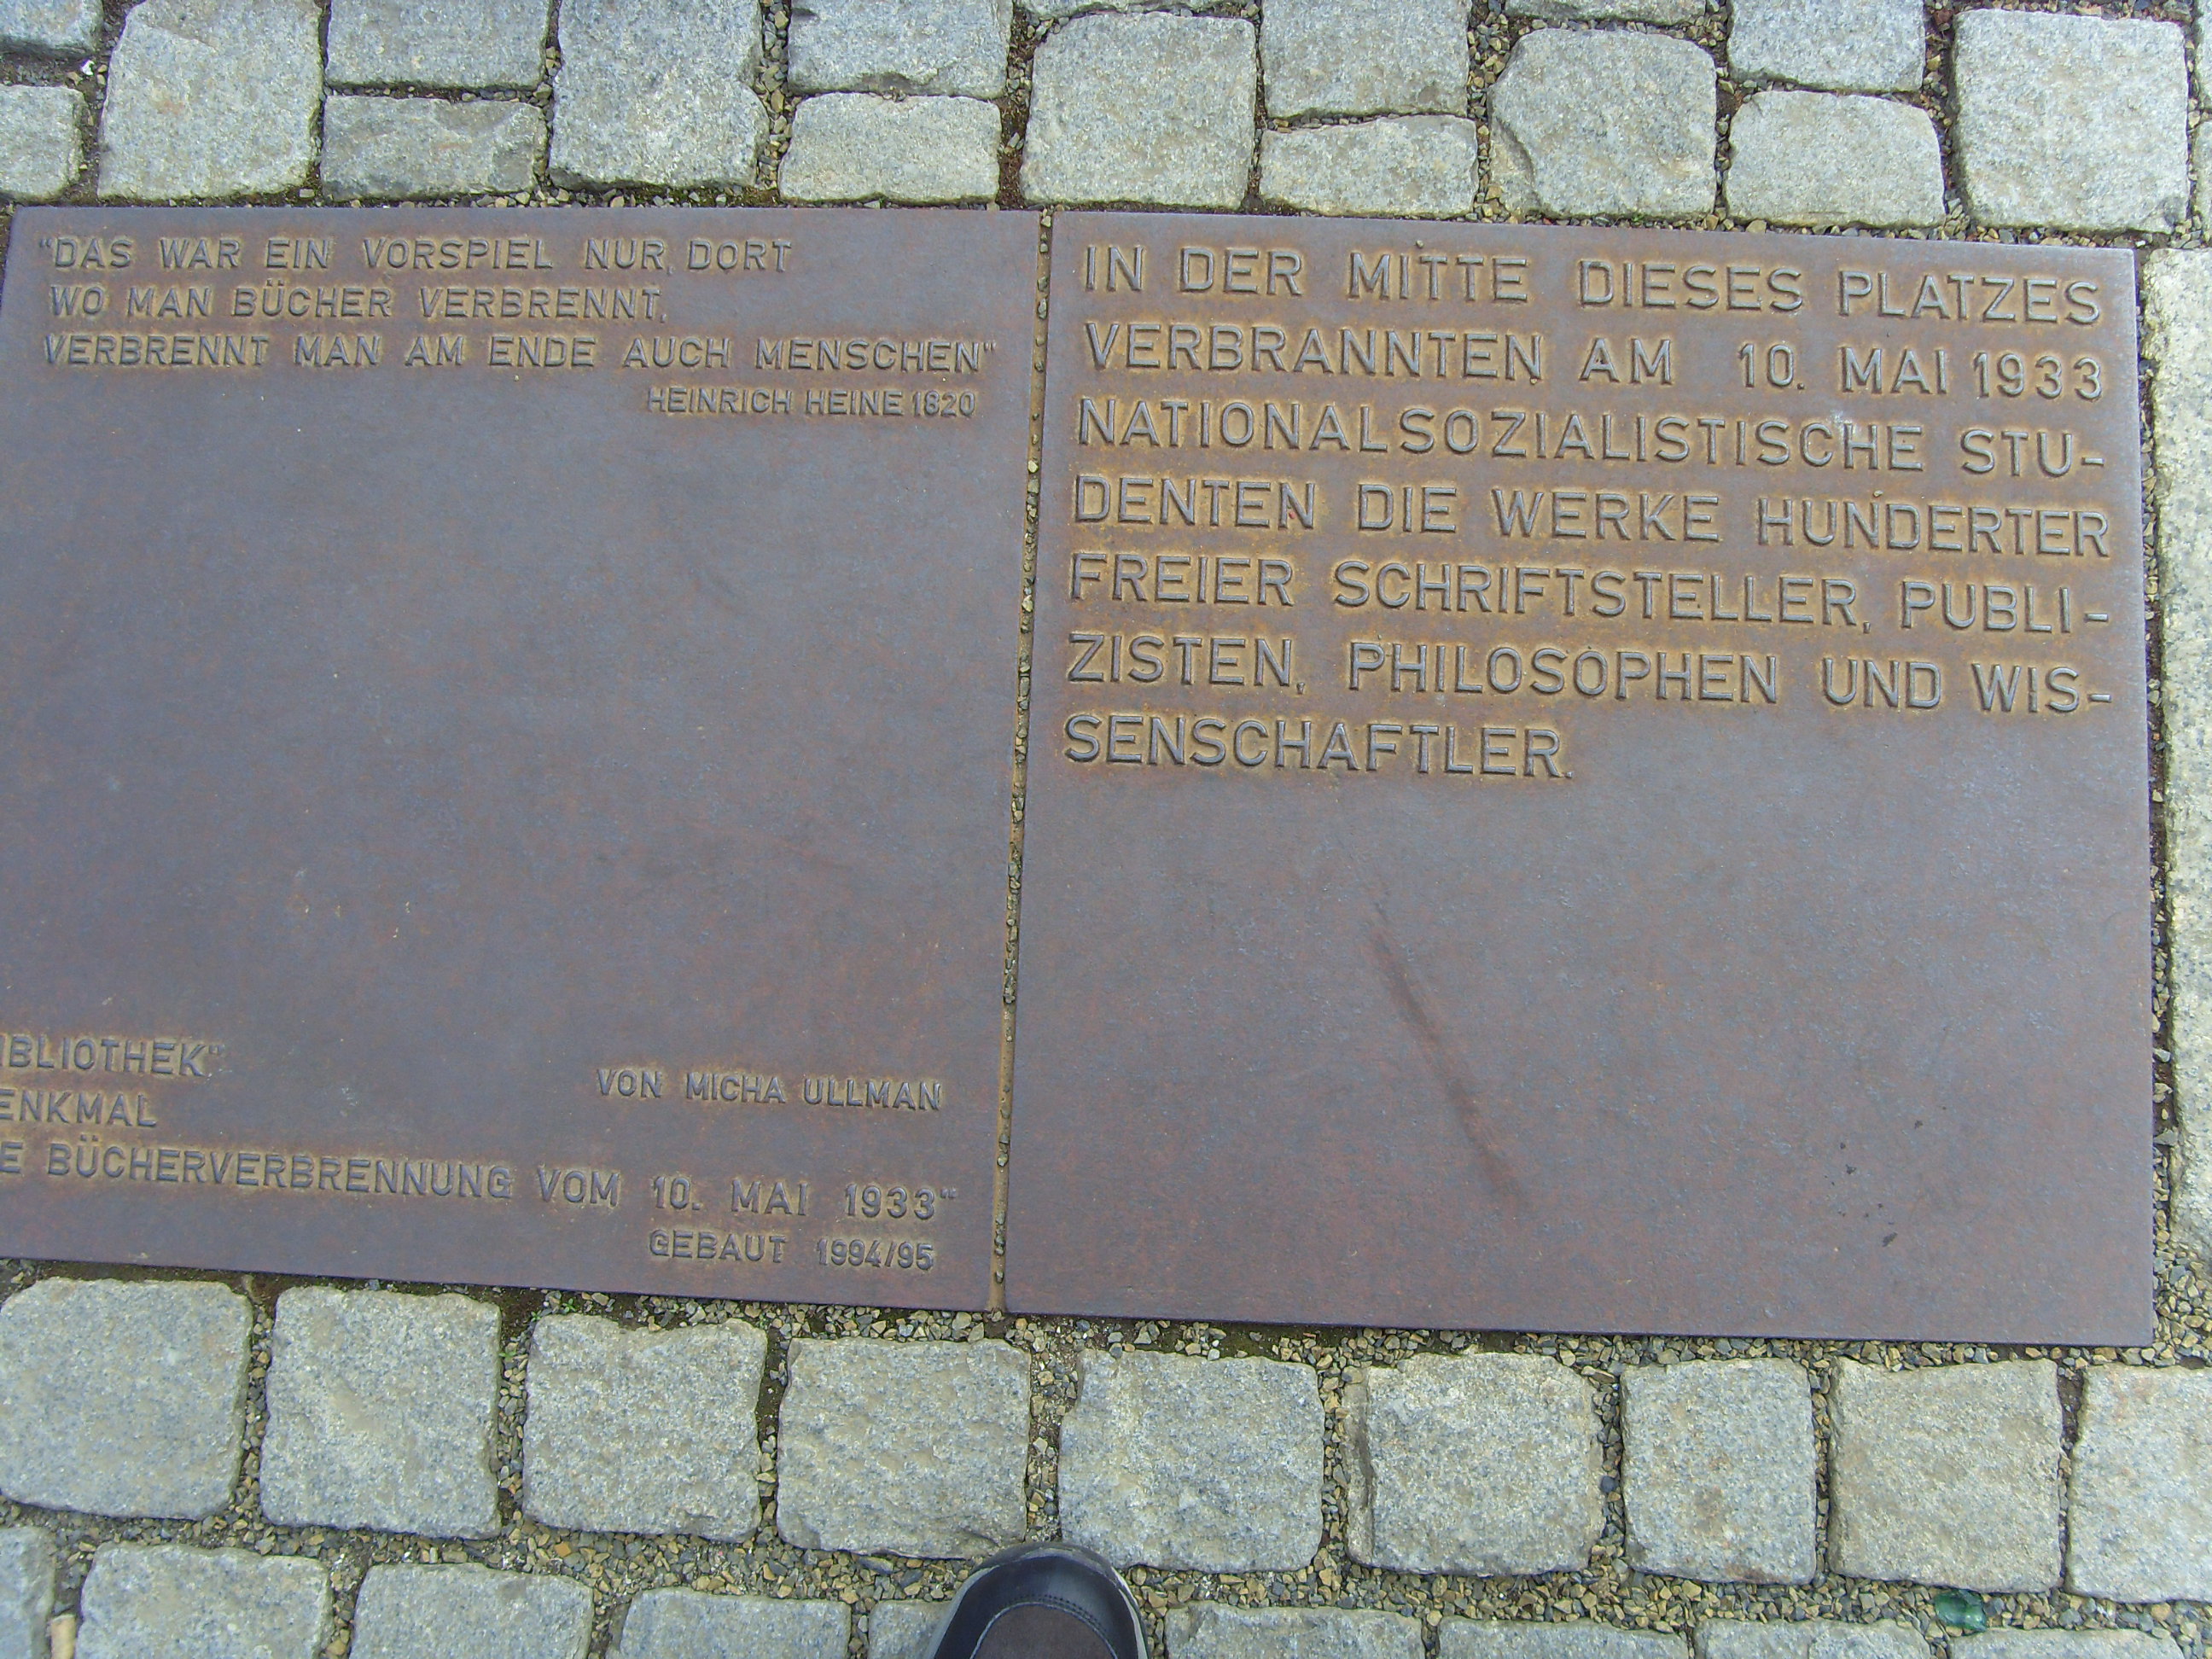 "DAS WAR EIN VORSPIEL NUR, DORT
WO MAN BÜCHER VERBRENNT,
VERBRENNT MAN AM ENDE AUCH MENSCHEN"
HEINRICH HEINE 1820
IBLIOTHEK"
VON MICHA ULLMAN
ENKMAL
E BÜCHERVERBRENNUNG VOM 10. MAI 1933"
GEBAUT 1994/95
IN DER MITTE DIESES PLATZES
VERBRANNTEN AM 10. MAI 1933
NATIONALSOZIALISTISCHE STU-
DENTEN DIE WERKE HUNDERTER
FREIER SCHRIFTSTELLER, PUBLI-
ZISTEN, PHILOSOPHEN UND WIS-
SENSCHAFTLER.